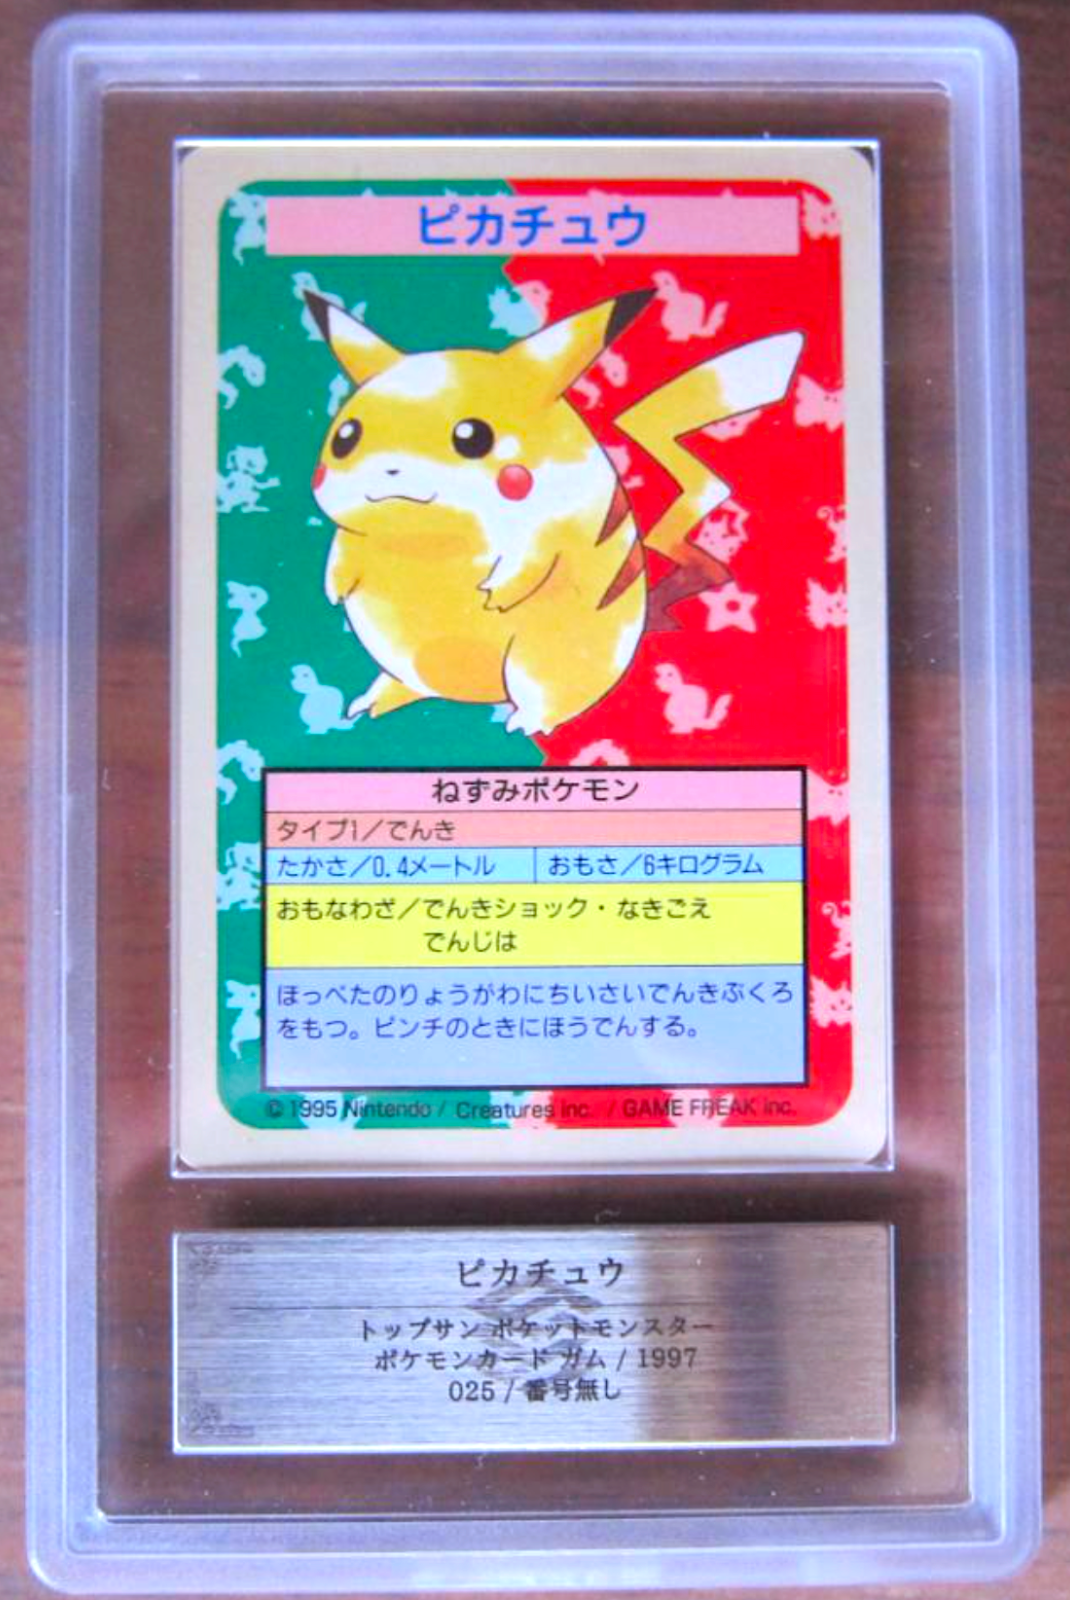 ピカチュウ
ねずみポケモン
タイプ1/でんき
たかさ/0.4メートル
おもさ/6キログラム
おもなわざ/でんきショック・なきごえ
でんじは
ほっぺたのりょうがわにちいさいでんきぶくろ
をもつ。ピンチのときにほうでんする。
© 1995 Nintendo / Creatures inc. / GAME FREAK inc.
ピカチュウ
トップサン ポケットモンスター
ポケモンカード ガム / 1997
025 / 番号無し